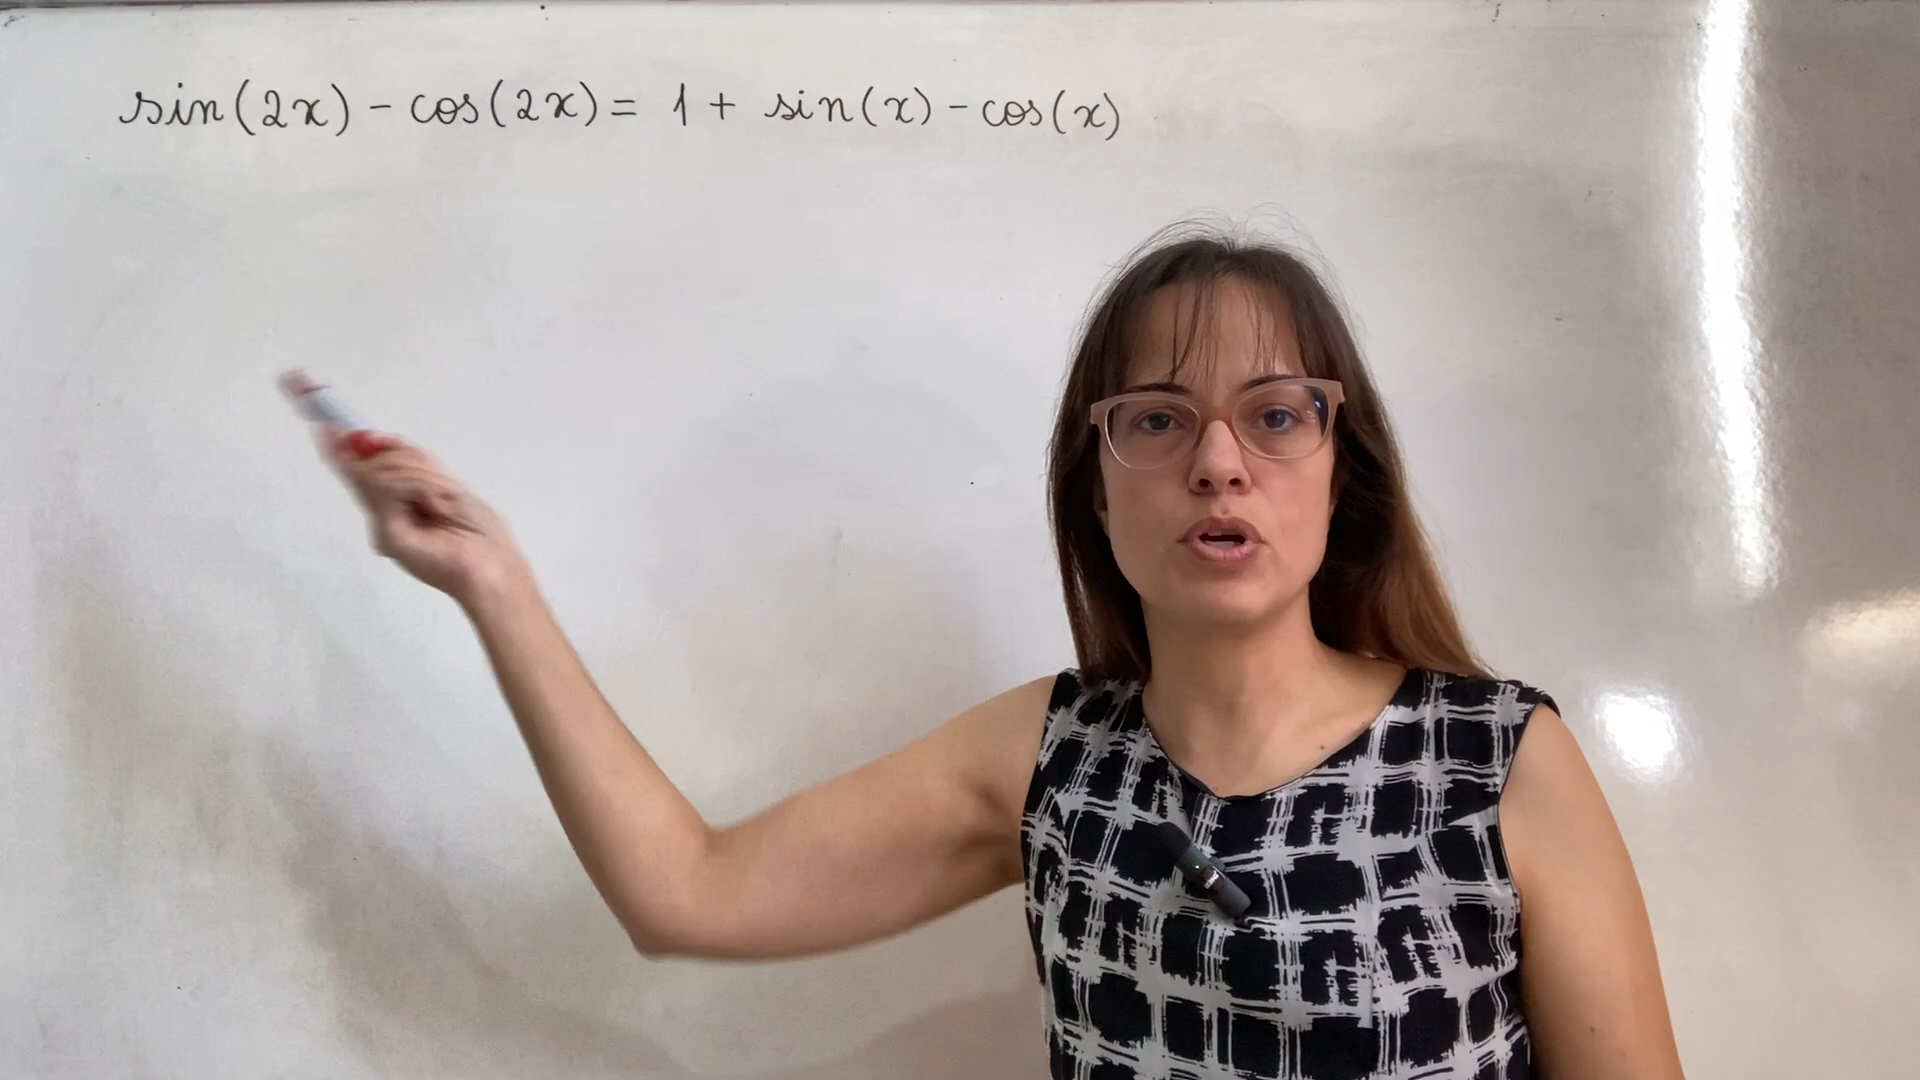 sin(2x) - cos(2x) = 1 + sin(x) - cos(x)